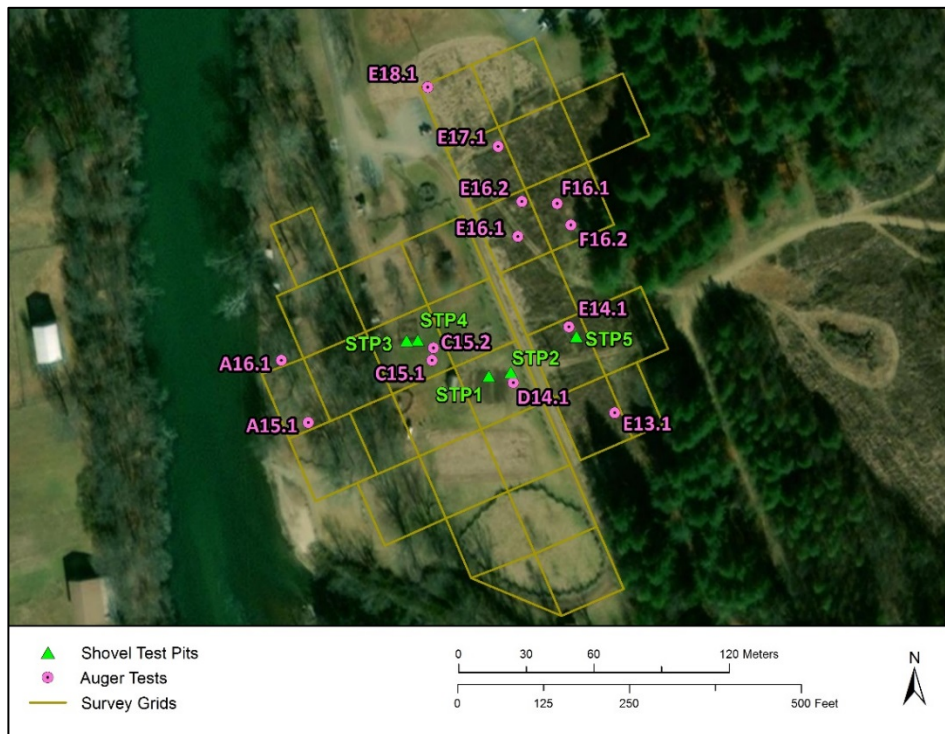 E18.1
E17.1
E16.2
F16.1
E16.1
F16.2
E14.1
STP4
STP5
STP3
C15.2
A16.1
C15.1
STP2
STP1
D14.1
A15.1
E13.1
Shovel Test Pits
Auger Tests
Survey Grids
0 30 60 120 Meters
0 125 250 500 Feet
N